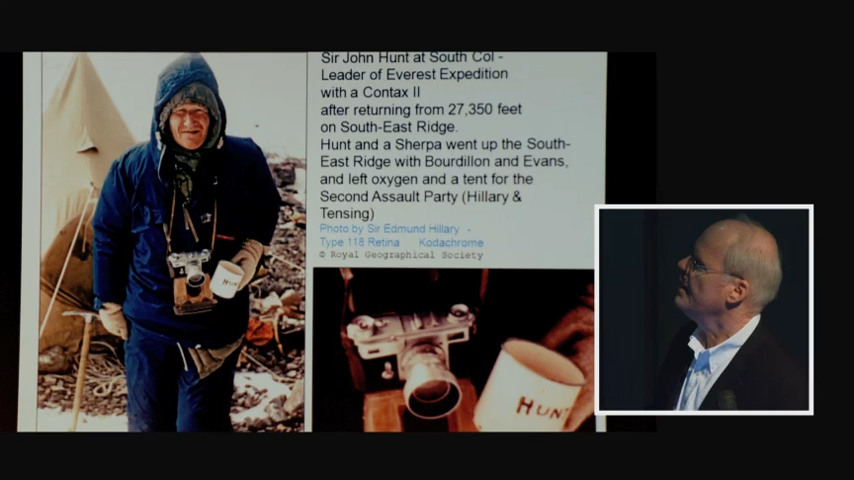 Sir John Hunt at South Col -
Leader of Everest Expedition
with a Contax II
after returning from 27,350 feet
on South-East Ridge.
Hunt and a Sherpa went up the South-
East Ridge with Bourdillon and Evans,
and left oxygen and a tent for the
Second Assault Party (Hillary &
Tensing)
Photo by Sir Edmund Hillary -
Type 118 Retina Kodachrome
© Royal Geographical Society
HUNT
HUNT